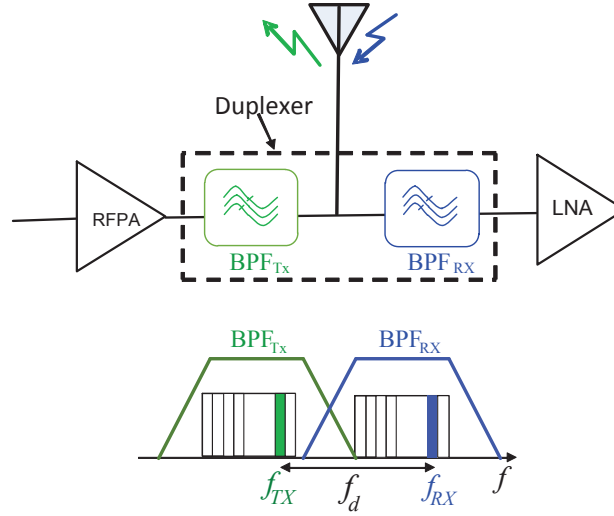 Duplexer
RFPA
LNA
BPF_Tx
BPF_RX
BPF_Tx
BPF_RX
f_TX
f_d
f_RX
f